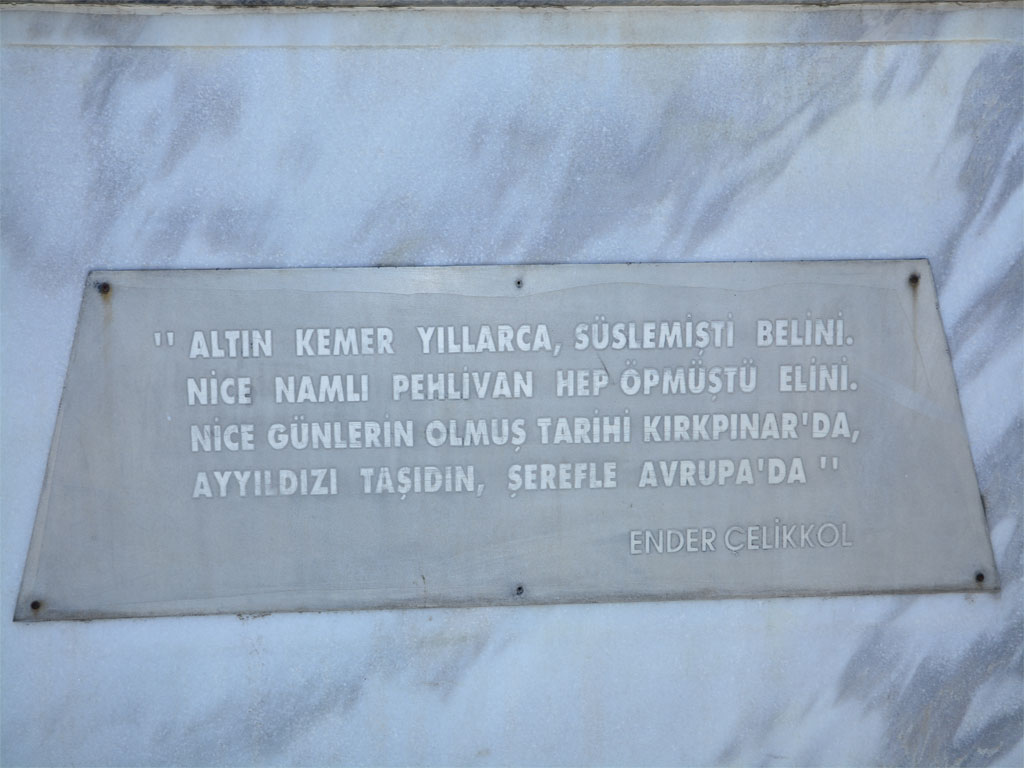 " ALTIN KEMER YILLARCA, SÜSLEMİŞTİ BELİNİ.
NİCE NAMLI PEHLİVAN HEP ÖPMÜŞTÜ ELİNİ.
NİCE GÜNLERİN OLMUŞ TARİHİ KIRKPINAR'DA,
AYYILDIZI TAŞIDIN, ŞEREFLE AVRUPA'DA "
ENDER ÇELİKKOL